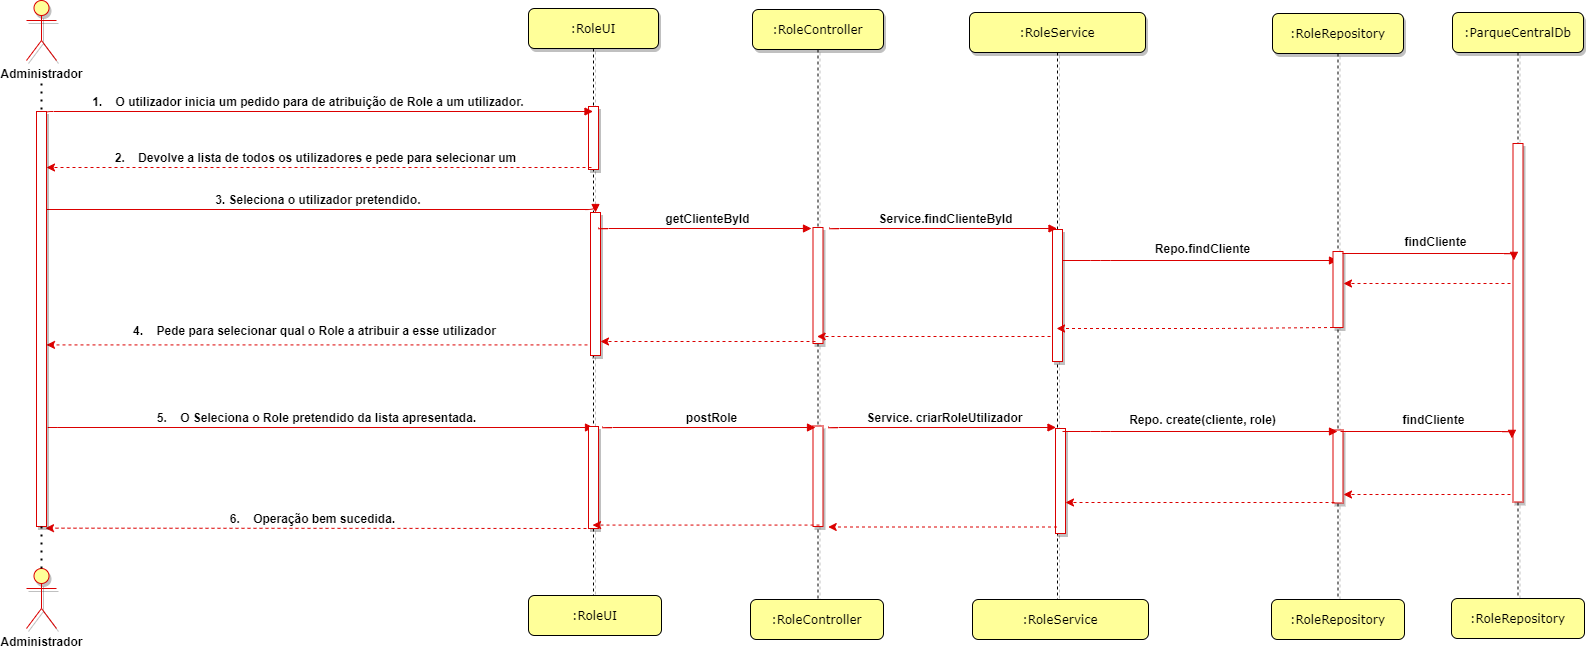 :RoleUI
:RoleController
:RoleService
:RoleRepository
:ParqueCentralDb
Administrador
1. O utilizador inicia um pedido para de atribuição de Role a um utilizador.
2. Devolve a lista de todos os utilizadores e pede para selecionar um
3. Seleciona o utilizador pretendido.
getClienteById
Service.findClienteById
Repo.findCliente
findCliente
4. Pede para selecionar qual o Role a atribuir a esse utilizador
5. O Seleciona o Role pretendido da lista apresentada.
postRole
Service. criarRoleUtilizador
Repo. create(cliente, role)
findCliente
6. Operação bem sucedida.
:RoleUI
:RoleController
:RoleService
:RoleRepository
:RoleRepository
Administrador